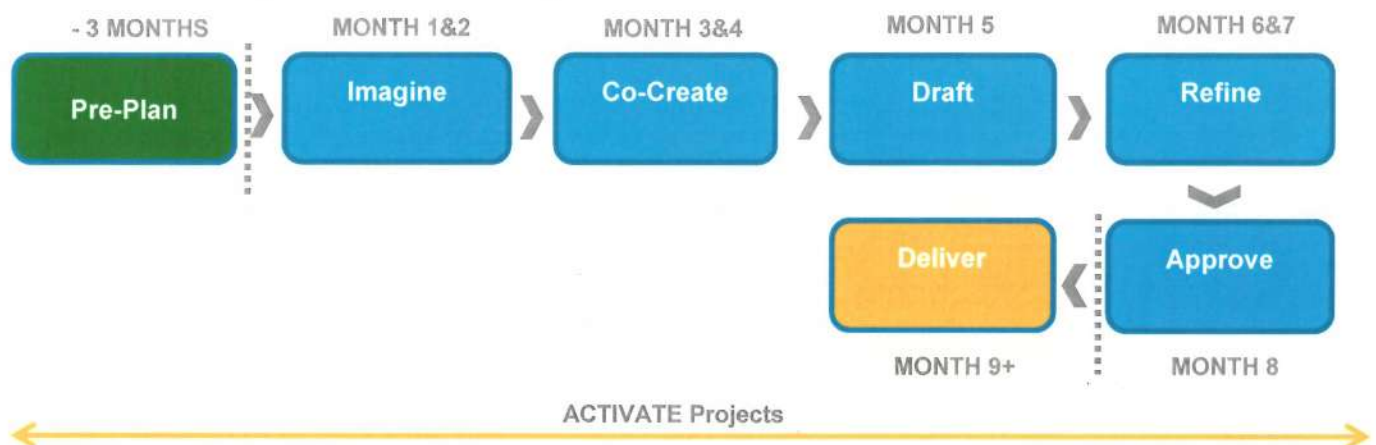 - 3 MONTHS
MONTH 1&2
MONTH 3&4
MONTH 5
MONTH 6&7
Pre-Plan
Imagine
Co-Create
Draft
Refine
Deliver
Approve
MONTH 9+
MONTH 8
ACTIVATE Projects